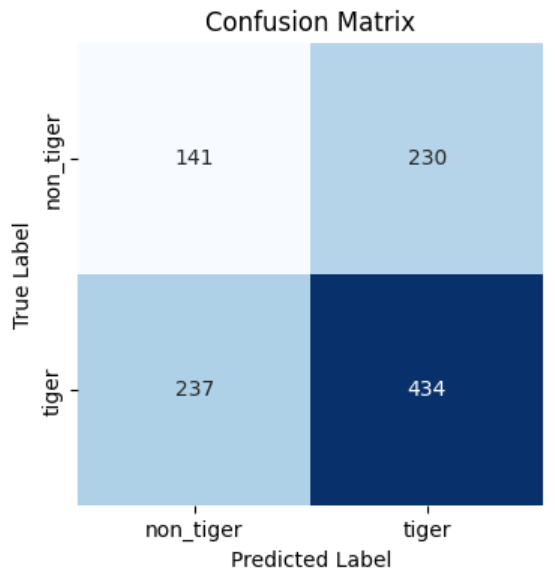 Confusion Matrix
True Label
non_tiger
141 230
tiger
237 434
non_tiger tiger
Predicted Label